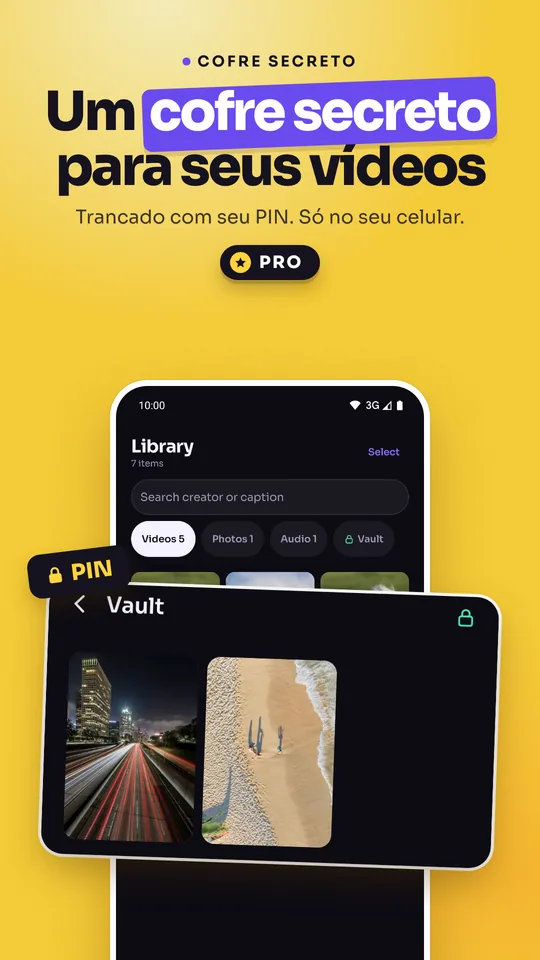 COFRE SECRETO
Um cofre secreto
para seus vídeos
Trancado com seu PIN. Só no seu celular.
PRO
10:00
3G
Library
7 items
Select
Search creator or caption
Videos 5
Photos 1
Audio 1
Vault
PIN
Vault